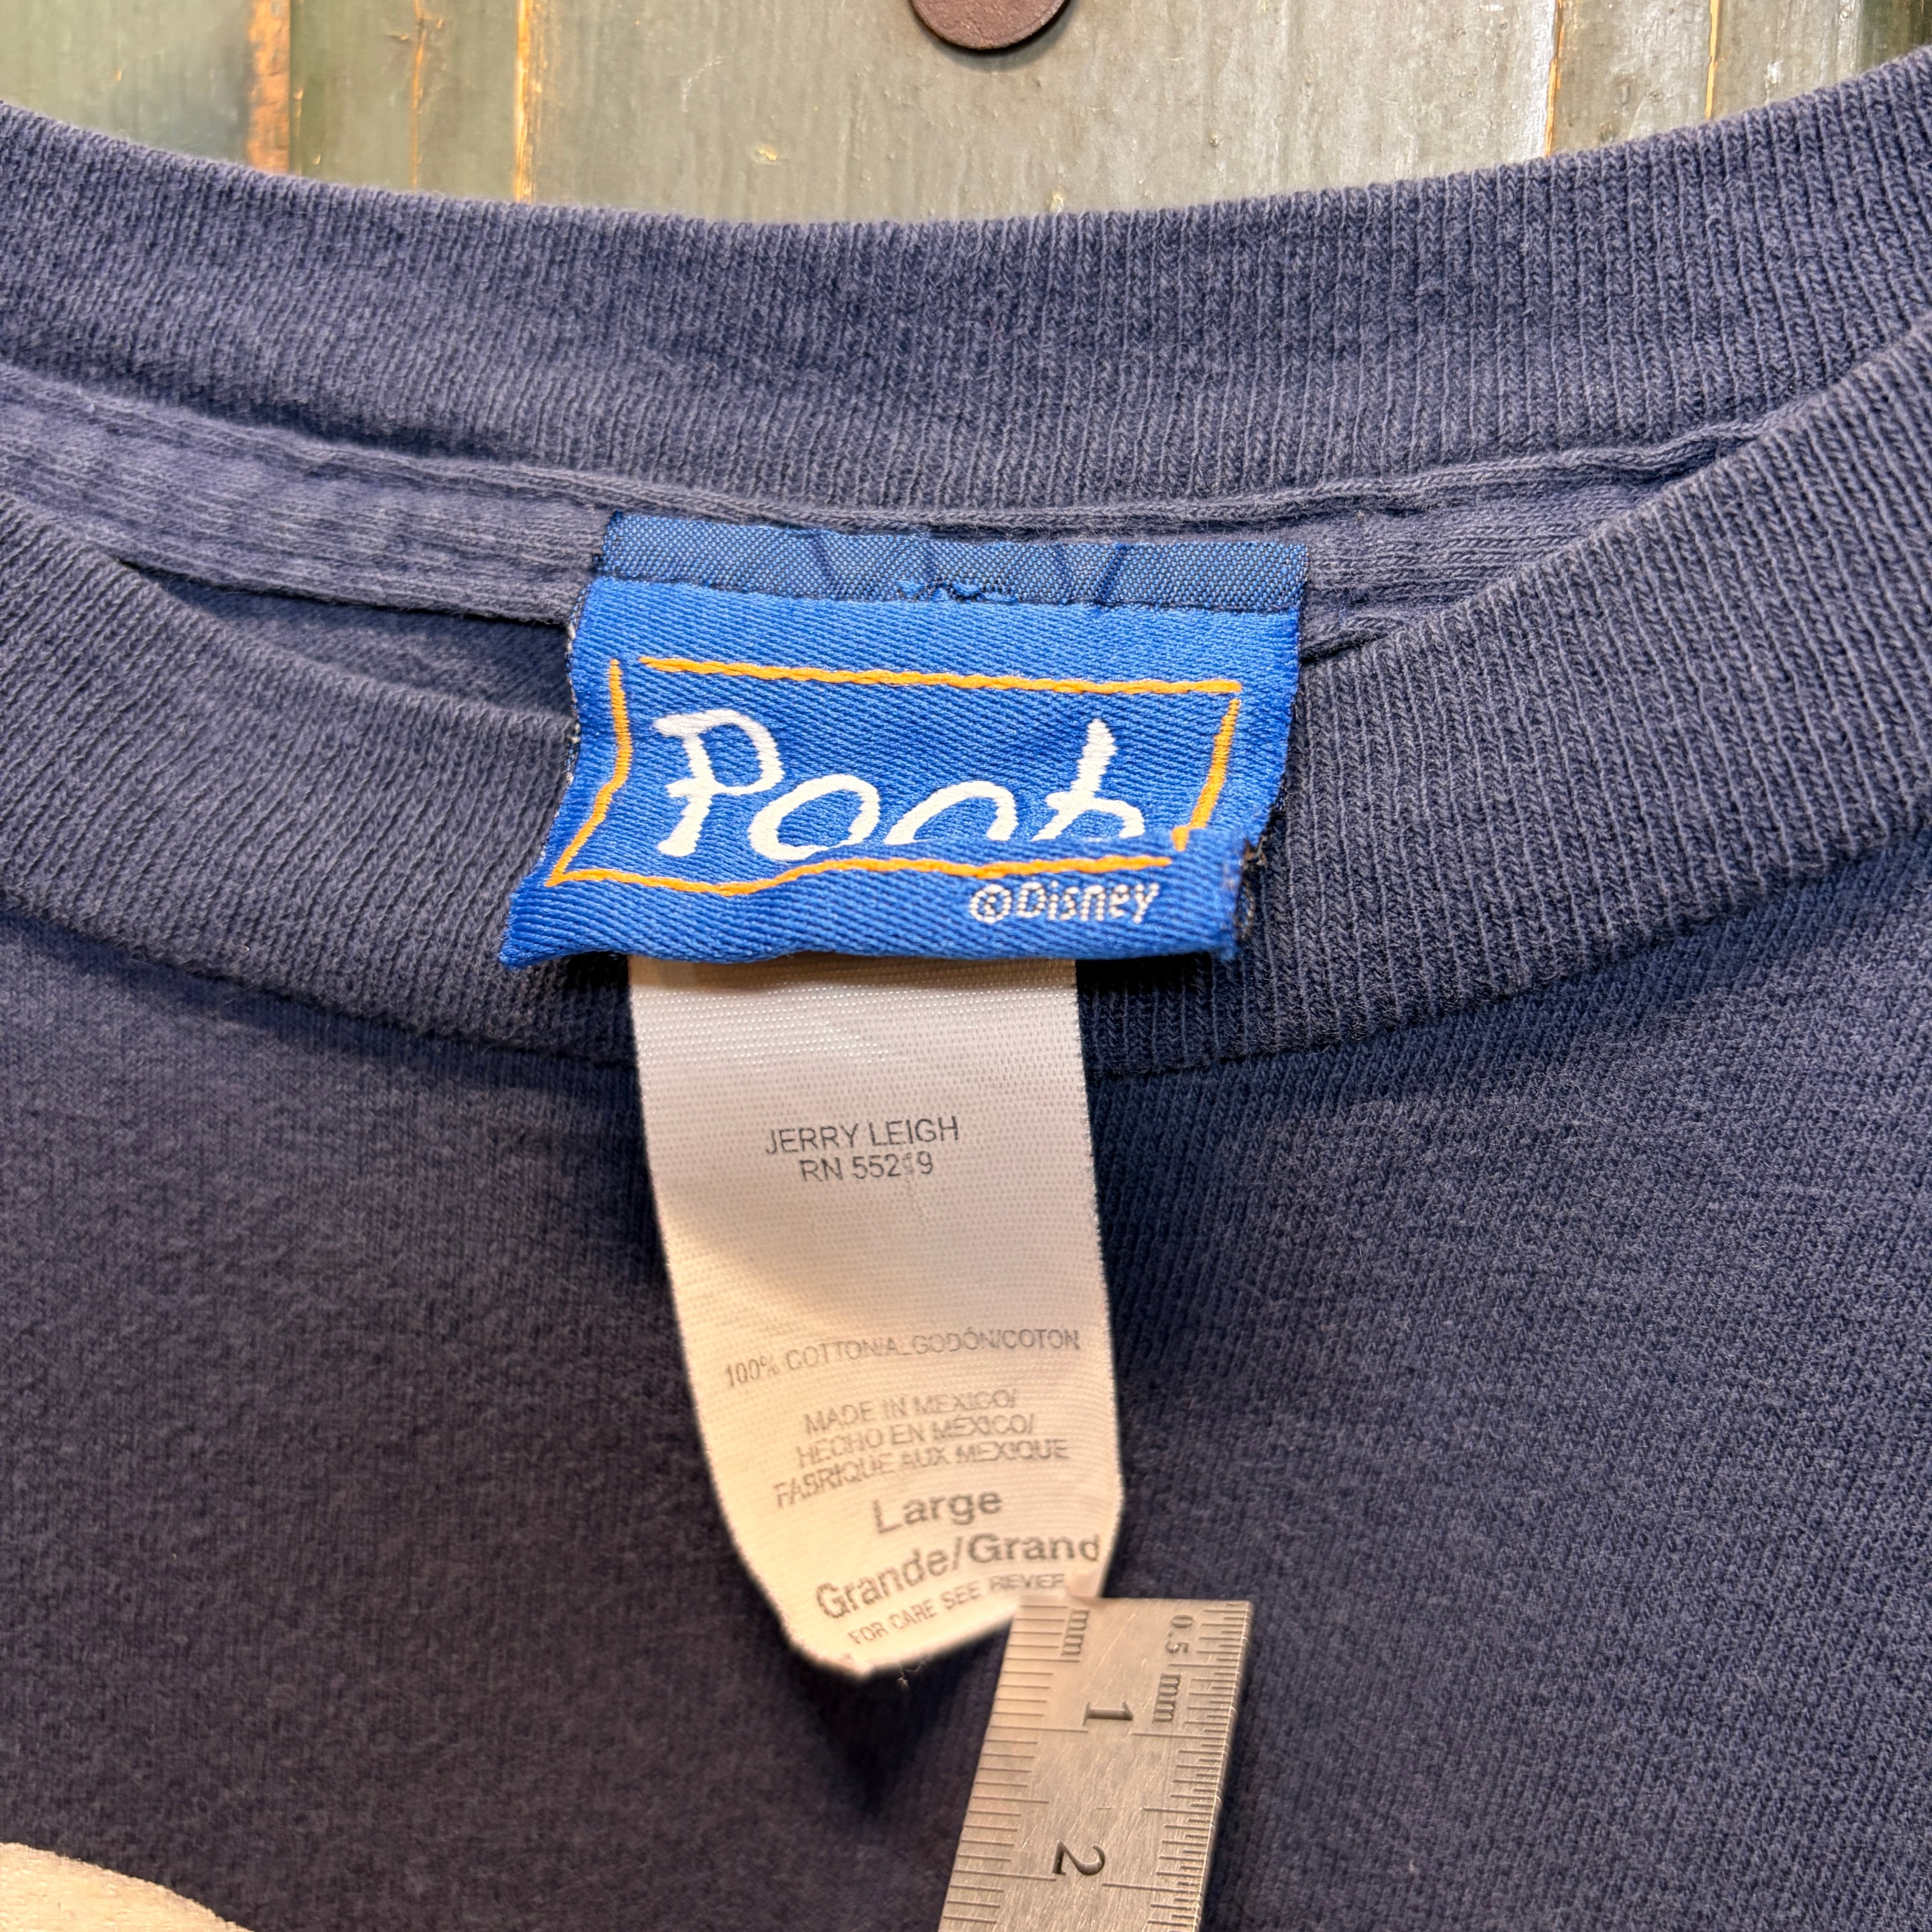 Pooh
©Disney
JERRY LEIGH
RN 55219
100% COTTON/ALGODÓN/COTON
MADE IN MEXICO/
HECHO EN MÉXICO/
FABRIQUE AUX MEXIQUE
Large
Grande/Grand
FOR CARE SEE
mm
0.5 mm
1
2